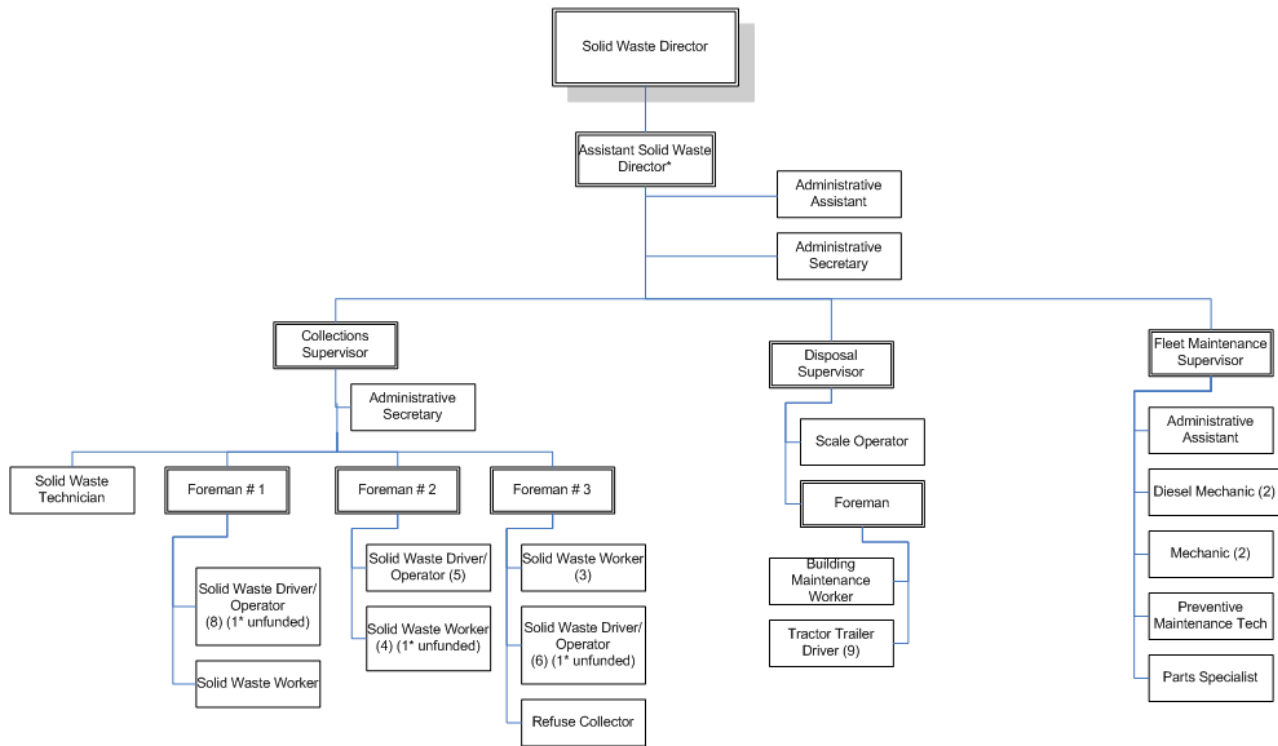 Solid Waste Director
Assistant Solid Waste
Director*
Administrative
Assistant
Administrative
Secretary
Collections
Supervisor
Disposal
Supervisor
Fleet Maintenance
Supervisor
Administrative
Secretary
Solid Waste
Technician
Foreman # 1
Foreman # 2
Foreman # 3
Solid Waste Driver/
Operator
(8) (1* unfunded)
Solid Waste Worker
Solid Waste Driver/
Operator (5)
Solid Waste Worker
(4) (1* unfunded)
Solid Waste Worker
(3)
Solid Waste Driver/
Operator
(6) (1* unfunded)
Refuse Collector
Scale Operator
Foreman
Building
Maintenance
Worker
Tractor Trailer
Driver (9)
Administrative
Assistant
Diesel Mechanic (2)
Mechanic (2)
Preventive
Maintenance Tech
Parts Specialist